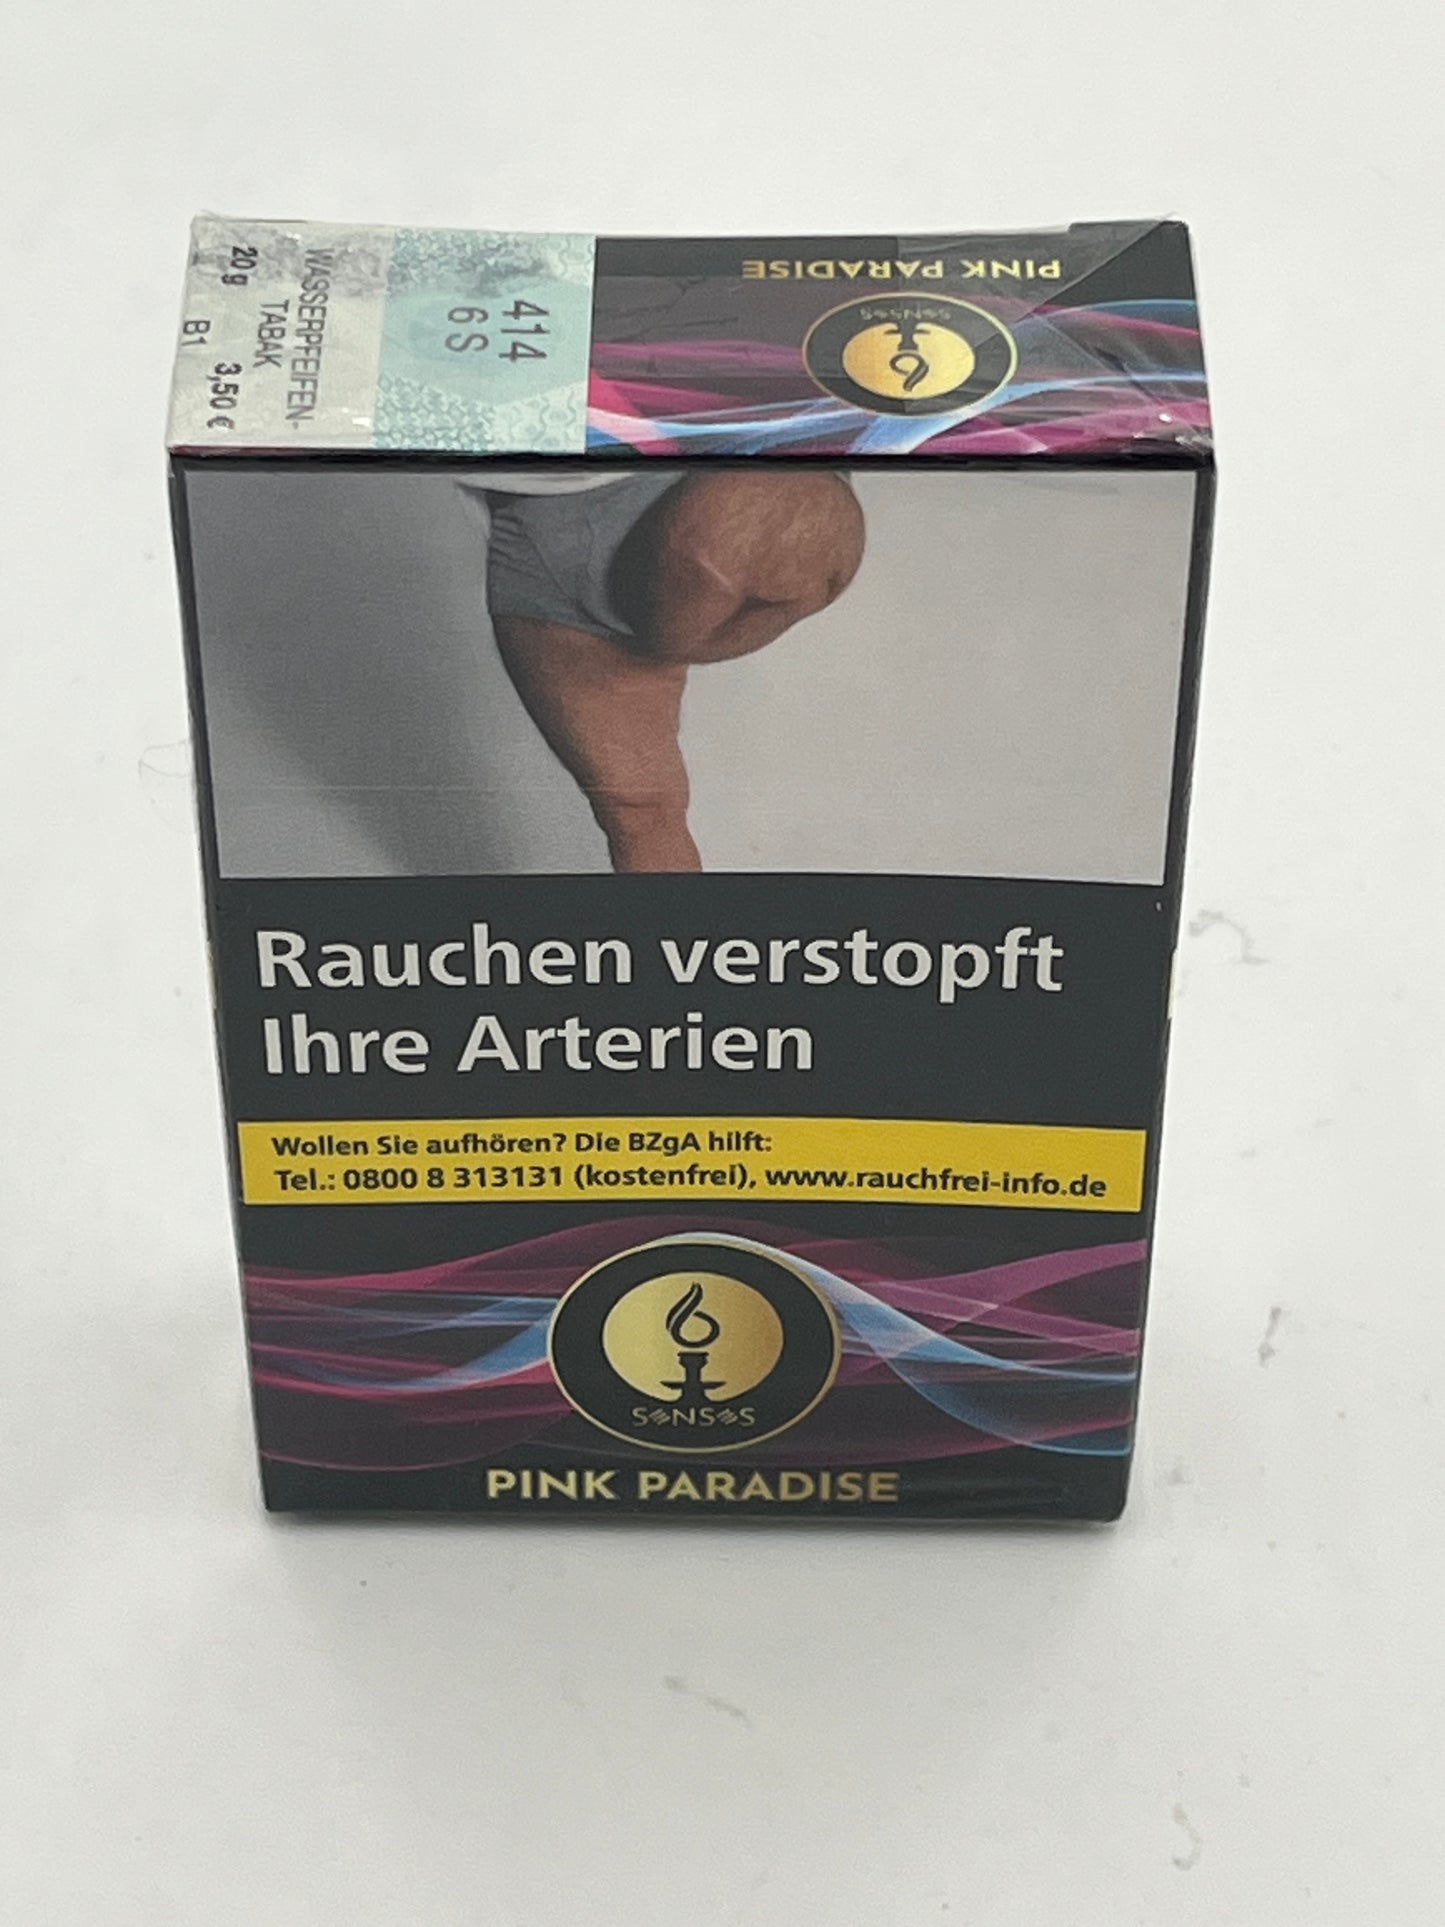 WASSERPFEIFEN-
TABAK
20 g 3,50 €
B1
414
6 S
PINK PARADISE
SENSES
Rauchen verstopft
Ihre Arterien
Wollen Sie aufhören? Die BZgA hilft:
Tel.: 0800 8 313131 (kostenfrei), www.rauchfrei-info.de
SENSES
PINK PARADISE